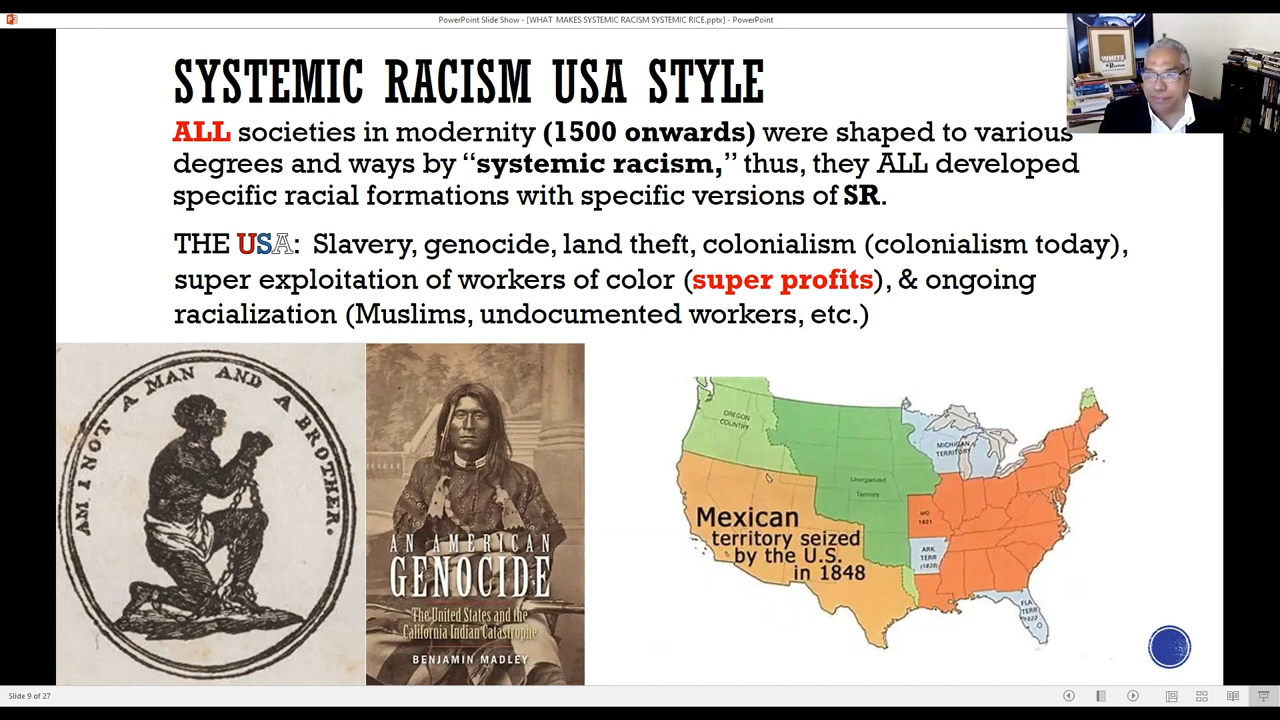 PowerPoint Slide Show - [WHAT MAKES SYSTEMIC RACISM SYSTEMIC RICE.pptx] - PowerPoint
WHITE
SYSTEMIC RACISM USA STYLE
ALL societies in modernity (1500 onwards) were shaped to various
degrees and ways by “systemic racism,” thus, they ALL developed
specific racial formations with specific versions of SR.
THE USA: Slavery, genocide, land theft, colonialism (colonialism today),
super exploitation of workers of color (super profits), & ongoing
racialization (Muslims, undocumented workers, etc.)
AM I NOT A MAN AND A BROTHER.
AN AMERICAN
GENOCIDE
The United States and the
California Indian Catastrophe
BENJAMIN MADLEY
OREGON
COUNTRY
MICHIGAN
TERRITORY
Unorganized
Territory
MO.
1821
ARK.
TERR
(1828)
FLA
TERR
1822
Mexican
territory seized
by the U.S.
in 1848
Slide 9 of 27